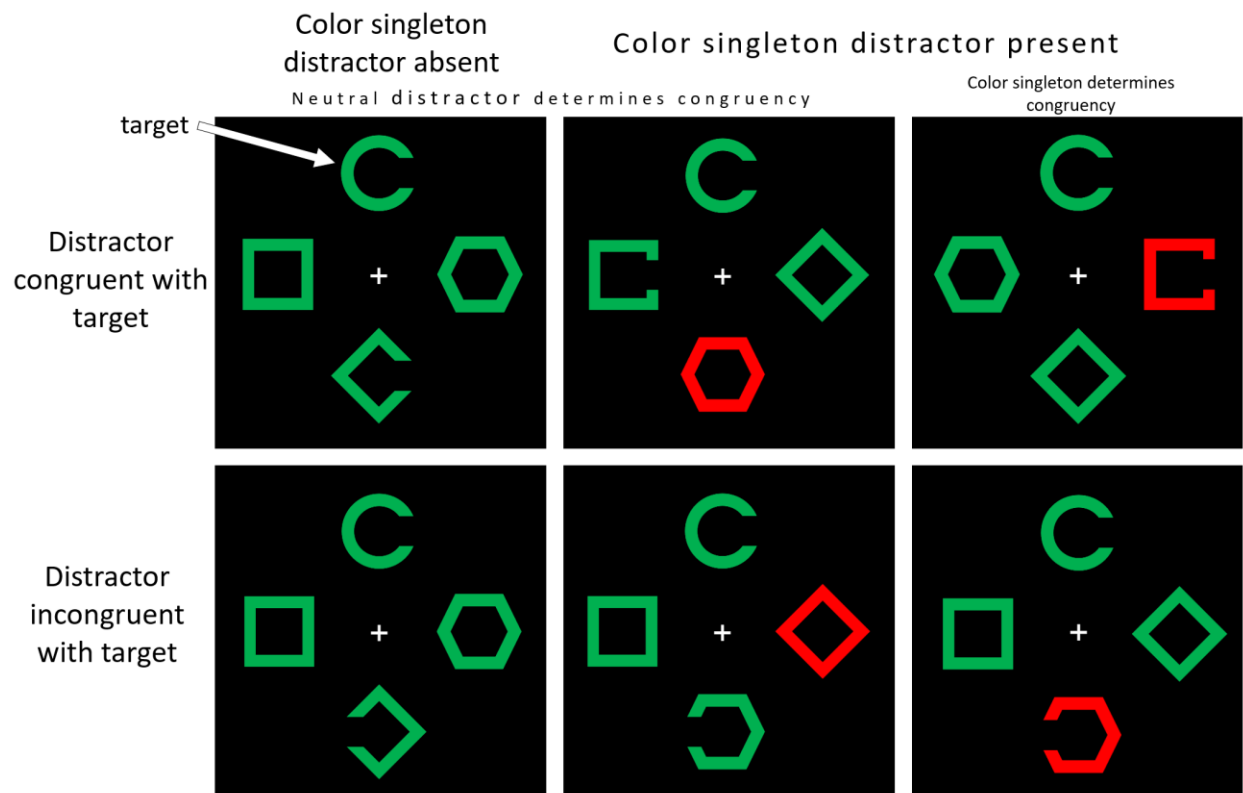 Color singleton
distractor absent
Color singleton distractor present
Neutral distractor determines congruency
Color singleton determines
congruency
target
Distractor
congruent with
target
Distractor
incongruent
with target